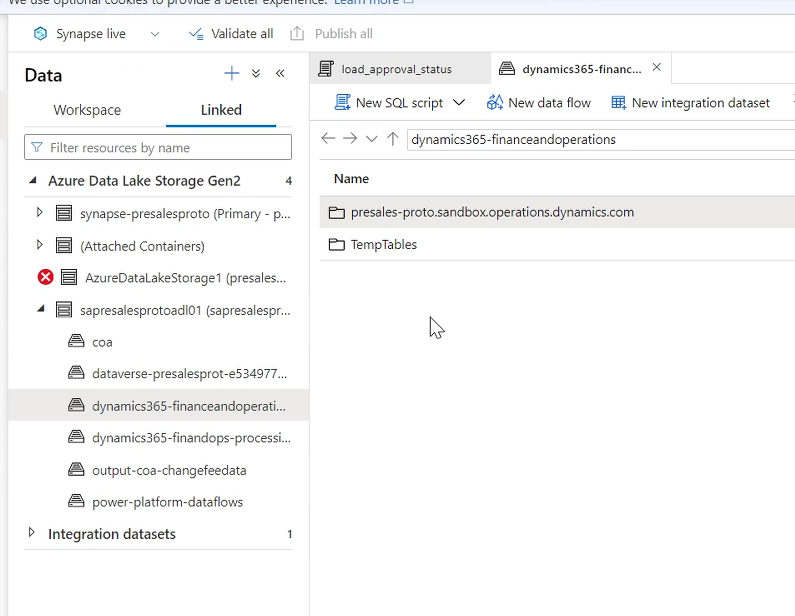 We use optional cookies to provide a better experience. Learn more
Synapse live
Validate all
Publish all
Data
Workspace
Linked
Filter resources by name
Azure Data Lake Storage Gen2 4
synapse-presalesproto (Primary - p...
(Attached Containers)
AzureDataLakeStorage1 (presales...
sapresalesprotoadl01 (sapresalespr...
coa
dataverse-presalesprot-e534977...
dynamics365-financeandoperati...
dynamics365-finandops-processi...
output-coa-changefeedata
power-platform-dataflows
Integration datasets 1
load_approval_status
dynamics365-financ...
New SQL script
New data flow
New integration dataset
dynamics365-financeandoperations
Name
presales-proto.sandbox.operations.dynamics.com
TempTables